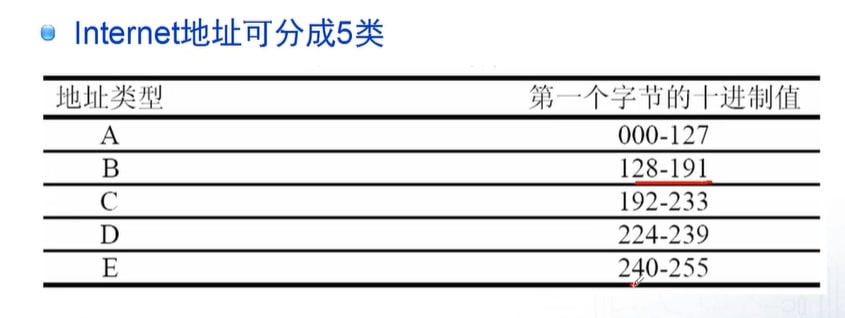 Internet地址可分成5类
地址类型 第一个字节的十进制值
A 000-127
B 128-191
C 192-233
D 224-239
E 240-255